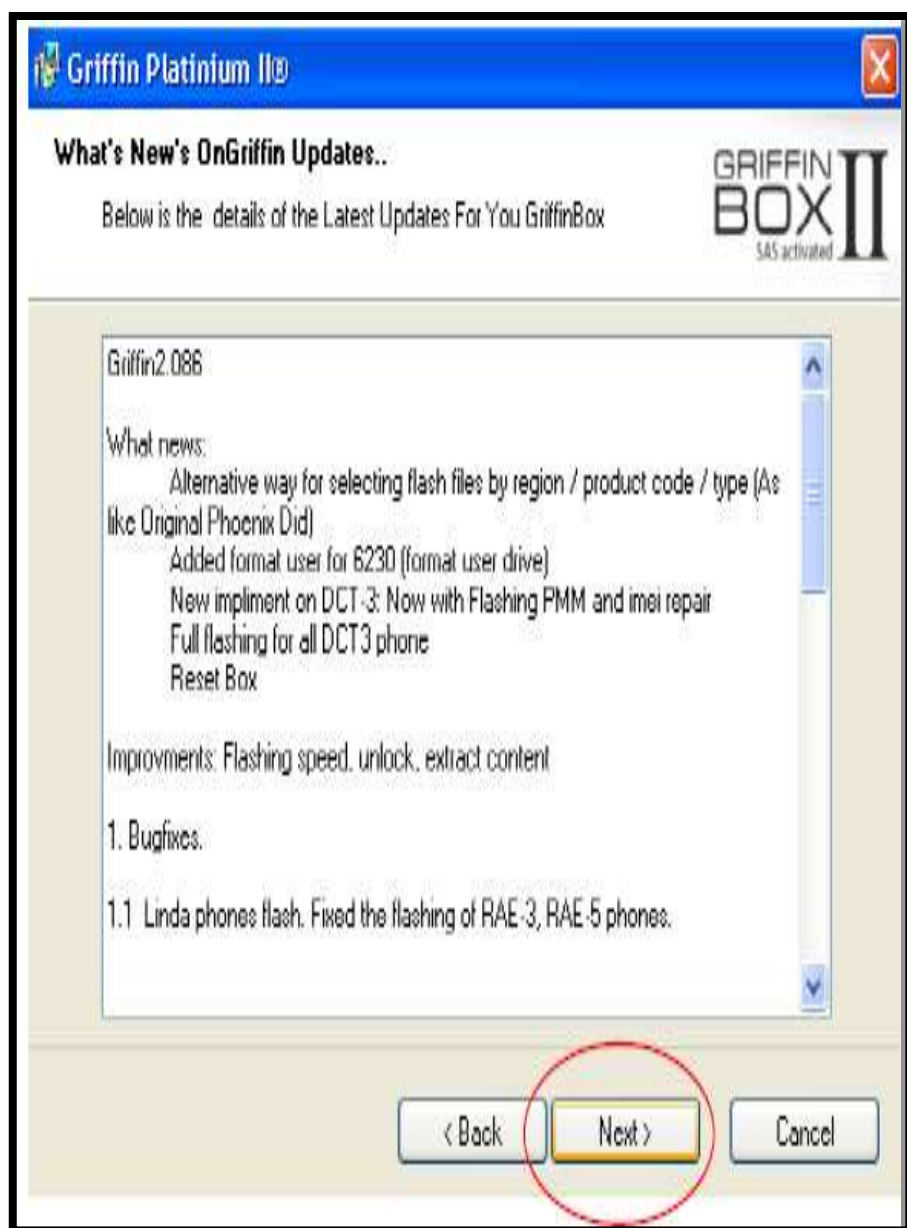 Griffin Platinium II®
What's New's OnGriffin Updates..
Below is the details of the Latest Updates For You GriffinBox
GRIFFIN
BOX II
SAS activated
Griffin2.086
What news:
Alternative way for selecting flash files by region / product code / type (As
like Original Phoenix Did)
Added format user for 6230 (format user drive)
New impliment on DCT-3: Now with Flashing PMM and imei repair
Full flashing for all DCT3 phone
Reset Box
Improvments: Flashing speed, unlock, extract content
1. Bugfixes.
1.1 Linda phones flash. Fixed the flashing of RAE-3, RAE-5 phones.
< Back
Next >
Cancel